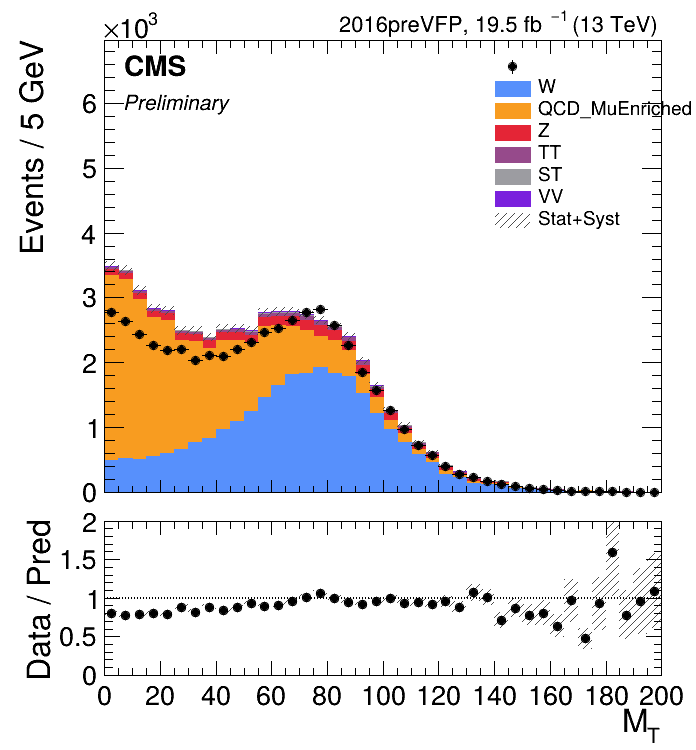 ×10³ 2016preVFP, 19.5 fb ⁻¹ (13 TeV)
Events / 5 GeV
CMS
Preliminary
W
QCD_MuEnriched
Z
TT
ST
VV
Stat+Syst
6
5
4
3
2
1
0
Data / Pred
2
1.5
1
0.5
0
0 20 40 60 80 100 120 140 160 180 200
M_T